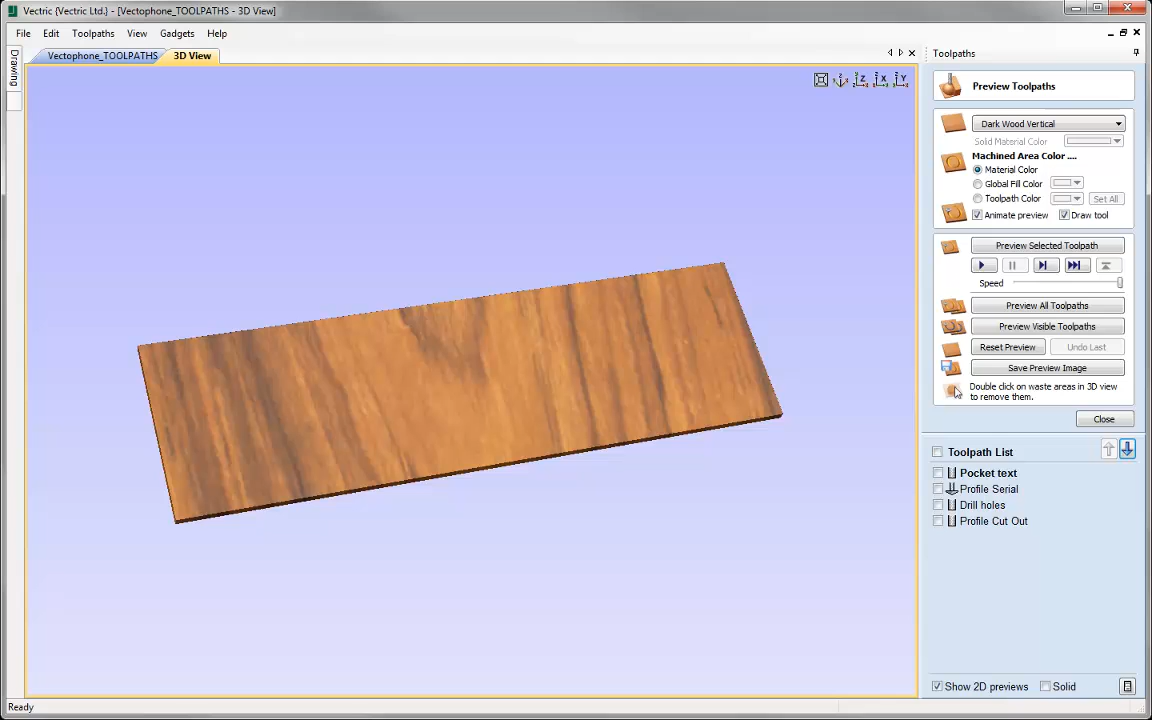 Vectric {Vectric Ltd.} - [Vectophone_TOOLPATHS - 3D View]
File Edit Toolpaths View Gadgets Help
Drawing
Vectophone_TOOLPATHS 3D View
Z X Y
Toolpaths
Preview Toolpaths
Dark Wood Vertical
Solid Material Color
Machined Area Color ....
Material Color
Global Fill Color
Toolpath Color Set All
Animate preview Draw tool
Preview Selected Toolpath
Speed
Preview All Toolpaths
Preview Visible Toolpaths
Reset Preview Undo Last
Save Preview Image
Double click on waste areas in 3D view
to remove them.
Close
Toolpath List
Pocket text
Profile Serial
Drill holes
Profile Cut Out
Show 2D previews Solid
Ready